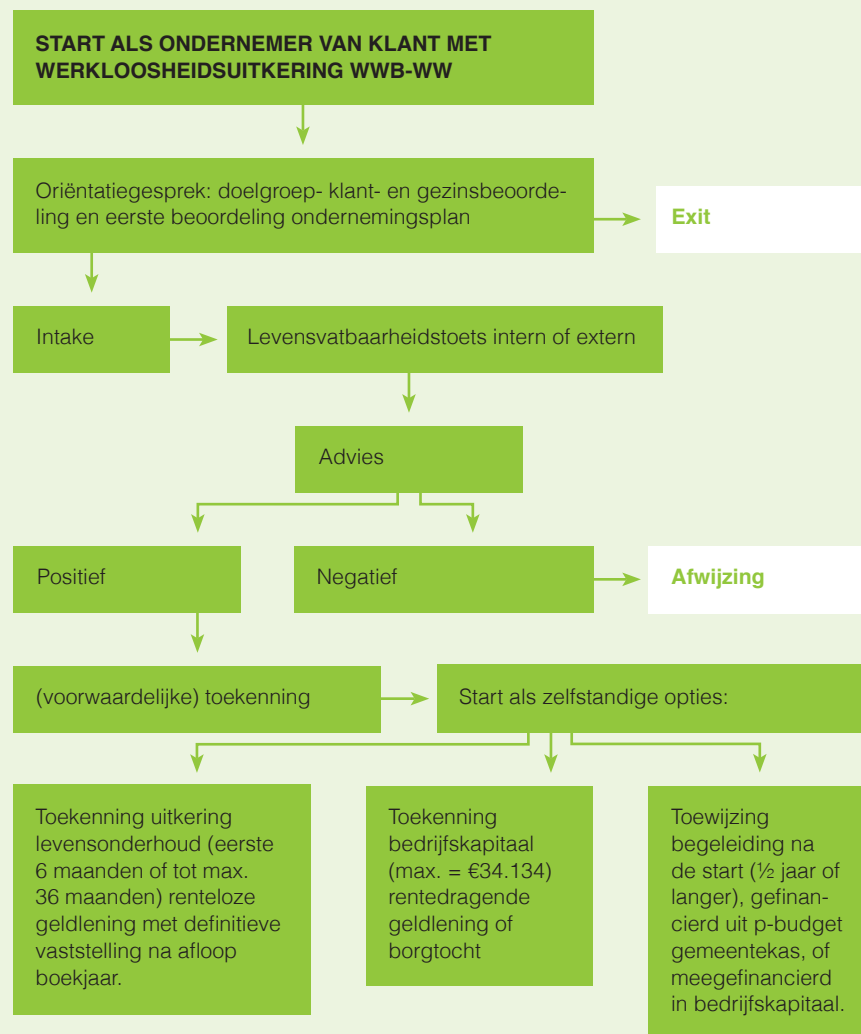 START ALS ONDERNEMER VAN KLANT MET
WERKLOOSHEIDSUITKERING WWB-WW
Oriëntatiegesprek: doelgroep- klant- en gezinsbeoorde-
ling en eerste beoordeling ondernemingsplan
Exit
Intake
Levensvatbaarheidstoets intern of extern
Advies
Positief
Negatief
Afwijzing
(voorwaardelijke) toekenning
Start als zelfstandige opties:
Toekenning uitkering
levensonderhoud (eerste
6 maanden of tot max.
36 maanden) renteloze
geldlening met definitieve
vaststelling na afloop
boekjaar.
Toekenning
bedrijfskapitaal
(max. = €34.134)
rentedragende
geldlening of
borgtocht
Toewijzing
begeleiding na
de start (½ jaar of
langer), gefinan-
cierd uit p-budget
gemeentekas, of
meegefinancierd
in bedrijfskapitaal.